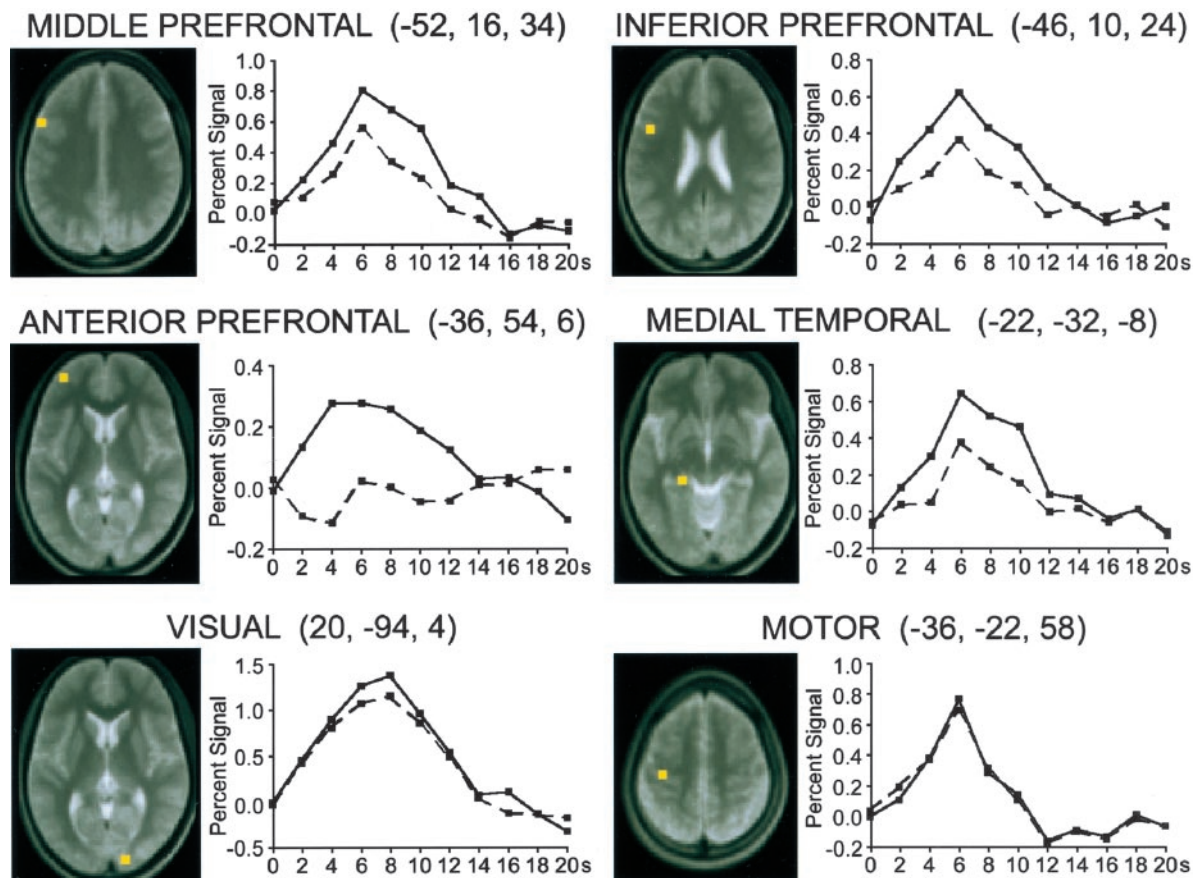 MIDDLE PREFRONTAL (-52, 16, 34)
Percent Signal
1.0
0.8
0.6
0.4
0.2
0.0
-0.2
0 2 4 6 8 10 12 14 16 18 20s
INFERIOR PREFRONTAL (-46, 10, 24)
Percent Signal
0.8
0.6
0.4
0.2
0.0
-0.2
0 2 4 6 8 10 12 14 16 18 20s
ANTERIOR PREFRONTAL (-36, 54, 6)
Percent Signal
0.4
0.2
0.0
-0.2
0 2 4 6 8 10 12 14 16 18 20s
MEDIAL TEMPORAL (-22, -32, -8)
Percent Signal
0.8
0.6
0.4
0.2
0.0
-0.2
0 2 4 6 8 10 12 14 16 18 20s
VISUAL (20, -94, 4)
Percent Signal
1.5
1.0
0.5
0.0
-0.5
0 2 4 6 8 10 12 14 16 18 20s
MOTOR (-36, -22, 58)
Percent Signal
1.0
0.8
0.6
0.4
0.2
0.0
-0.2
0 2 4 6 8 10 12 14 16 18 20s